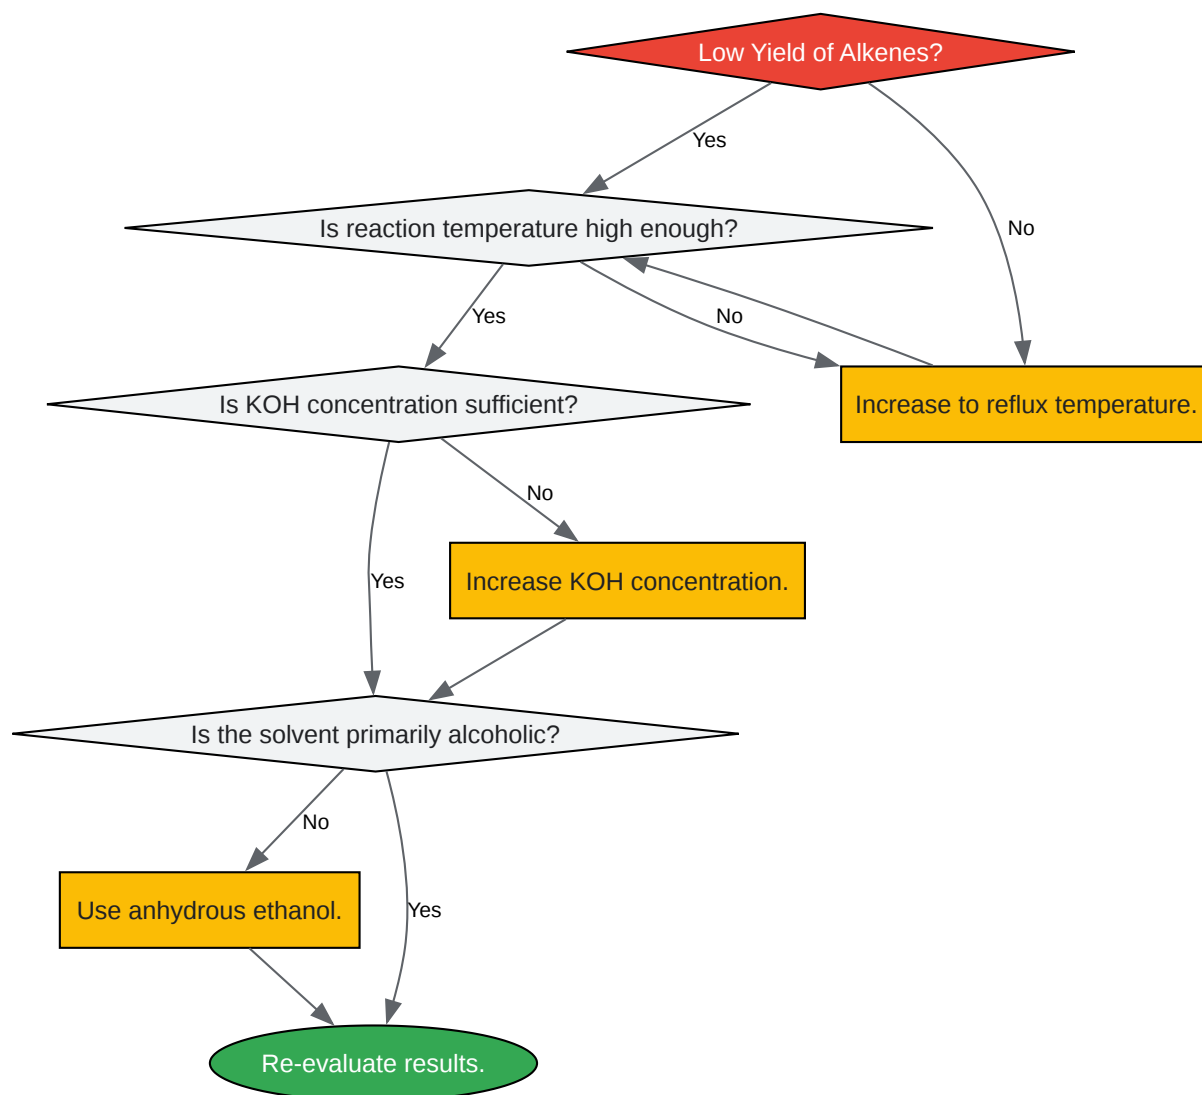 Low Yield of Alkenes?
Yes
Is reaction temperature high enough?
No
Yes
No
Is KOH concentration sufficient?
Increase to reflux temperature.
No
Yes
Increase KOH concentration.
Is the solvent primarily alcoholic?
No
Use anhydrous ethanol.
Yes
Re-evaluate results.